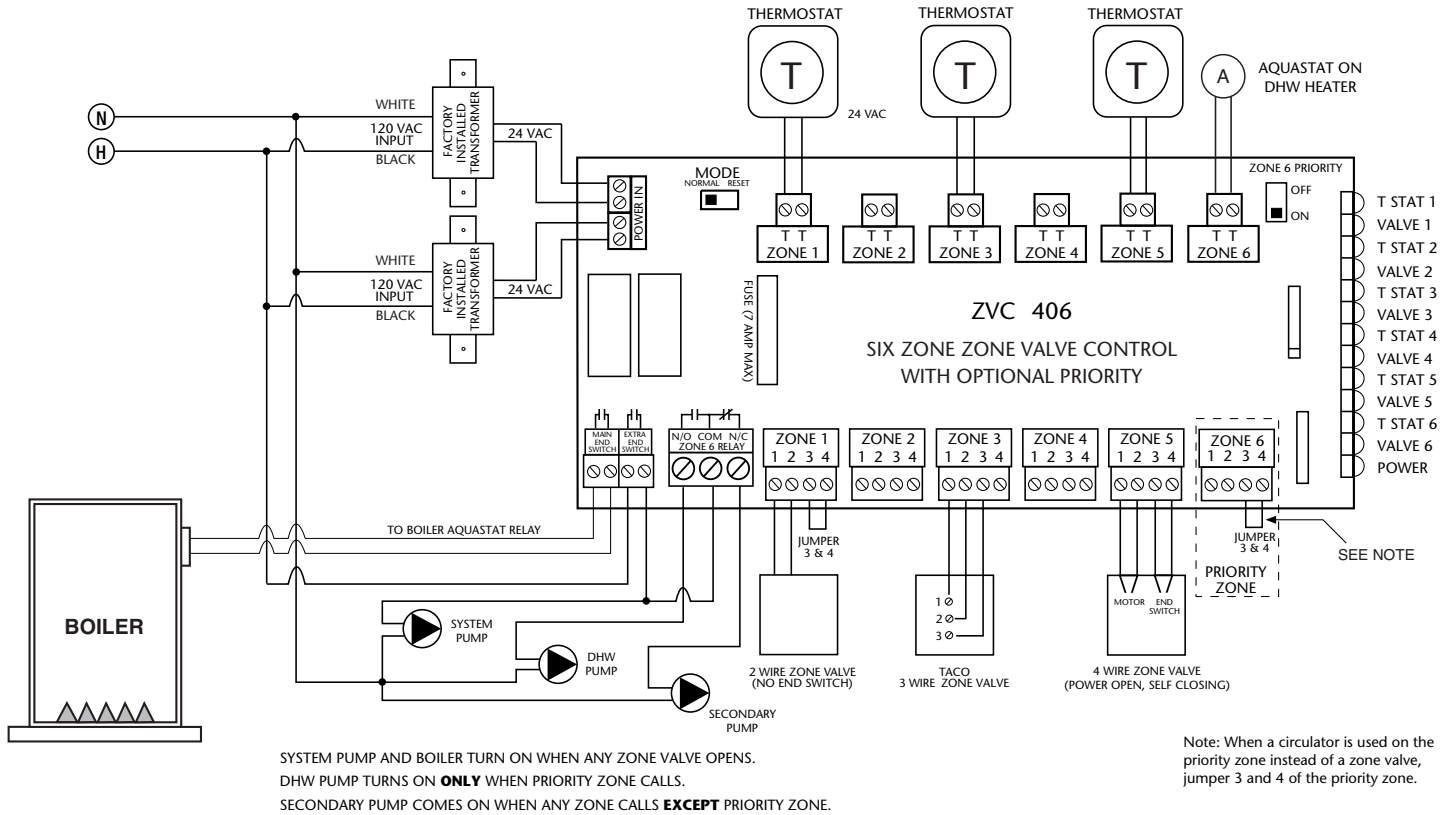 THERMOSTAT
THERMOSTAT
THERMOSTAT
T
T
T
A
AQUASTAT ON
DHW HEATER
24 VAC
N
H
WHITE
120 VAC
INPUT
BLACK
FACTORY
INSTALLED
TRANSFORMER
24 VAC
WHITE
120 VAC
INPUT
BLACK
FACTORY
INSTALLED
TRANSFORMER
24 VAC
POWER IN
MODE
NORMAL RESET
ZONE 6 PRIORITY
OFF
ON
T T
ZONE 1
T T
ZONE 2
T T
ZONE 3
T T
ZONE 4
T T
ZONE 5
T T
ZONE 6
T STAT 1
VALVE 1
T STAT 2
VALVE 2
T STAT 3
VALVE 3
T STAT 4
VALVE 4
T STAT 5
VALVE 5
T STAT 6
VALVE 6
POWER
FUSE (7 AMP MAX)
ZVC 406
SIX ZONE ZONE VALVE CONTROL
WITH OPTIONAL PRIORITY
MAIN
END
SWITCH
EXTRA
END
SWITCH
N/O COM N/C
ZONE 6 RELAY
ZONE 1
1 2 3 4
ZONE 2
1 2 3 4
ZONE 3
1 2 3 4
ZONE 4
1 2 3 4
ZONE 5
1 2 3 4
ZONE 6
1 2 3 4
TO BOILER AQUASTAT RELAY
JUMPER
3 & 4
JUMPER
3 & 4
SEE NOTE
PRIORITY
ZONE
BOILER
SYSTEM
PUMP
DHW
PUMP
SECONDARY
PUMP
1
2
3
MOTOR
END
SWITCH
2 WIRE ZONE VALVE
(NO END SWITCH)
TACO
3 WIRE ZONE VALVE
4 WIRE ZONE VALVE
(POWER OPEN, SELF CLOSING)
SYSTEM PUMP AND BOILER TURN ON WHEN ANY ZONE VALVE OPENS.
DHW PUMP TURNS ON ONLY WHEN PRIORITY ZONE CALLS.
SECONDARY PUMP COMES ON WHEN ANY ZONE CALLS EXCEPT PRIORITY ZONE.
Note: When a circulator is used on the
priority zone instead of a zone valve,
jumper 3 and 4 of the priority zone.